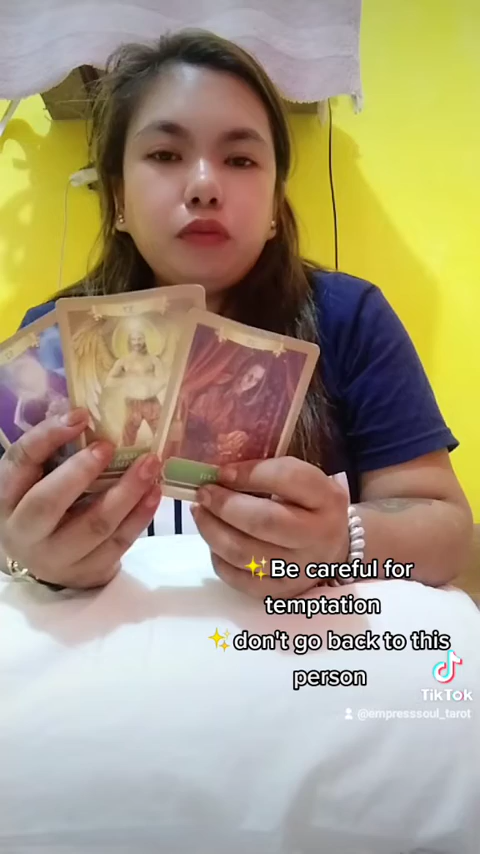 ✨Be careful for
temptation
✨don't go back to this
person
TikTok
@empresssoul_tarot